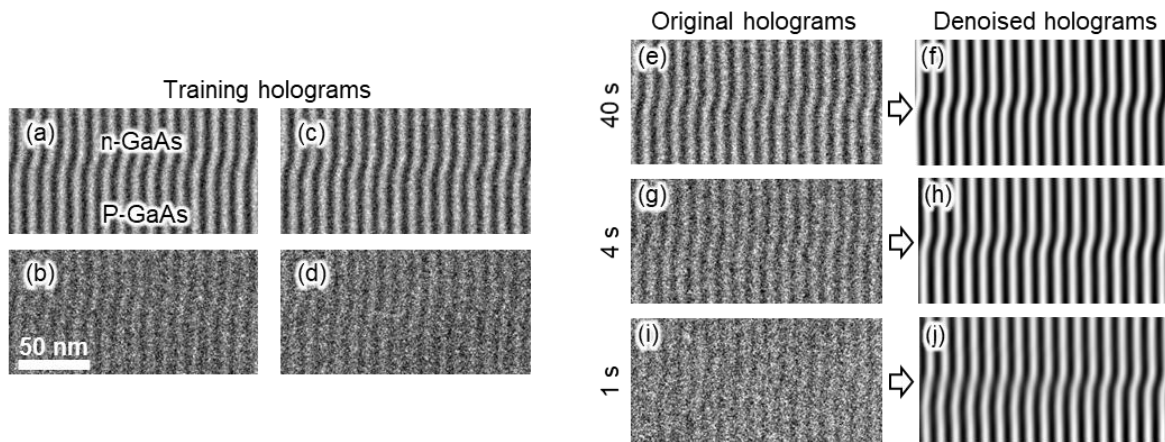 Training holograms
(a)
n-GaAs
P-GaAs
(c)
(b)
50 nm
(d)
Original holograms
Denoised holograms
40 s
(e)
(f)
4 s
(g)
(h)
1 s
(i)
(j)